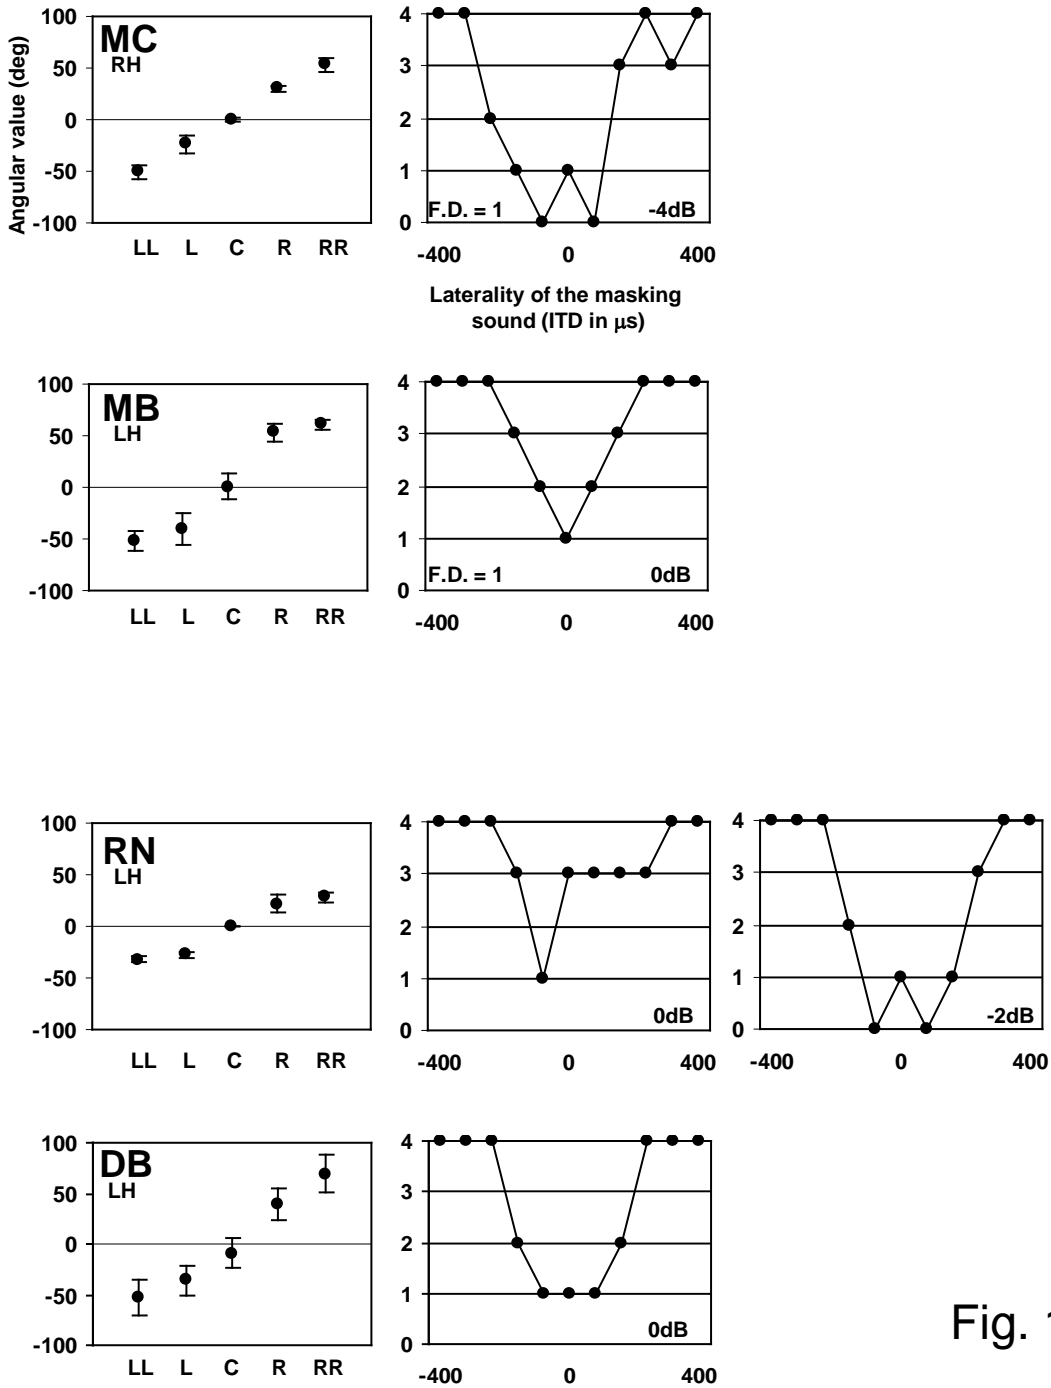 Angular value (deg)
100
50
0
-50
-100
MC
RH
LL L C R RR
4
3
2
1
0
F.D. = 1 -4dB
-400 0 400
Laterality of the masking
sound (ITD in μs)
100
50
0
-50
-100
MB
LH
LL L C R RR
4
3
2
1
0
F.D. = 1 0dB
-400 0 400
100
50
0
-50
-100
RN
LH
LL L C R RR
4
3
2
1
0
0dB
-400 0 400
4
3
2
1
0
-2dB
-400 0 400
100
50
0
-50
-100
DB
LH
LL L C R RR
4
3
2
1
0
0dB
-400 0 400
Fig.